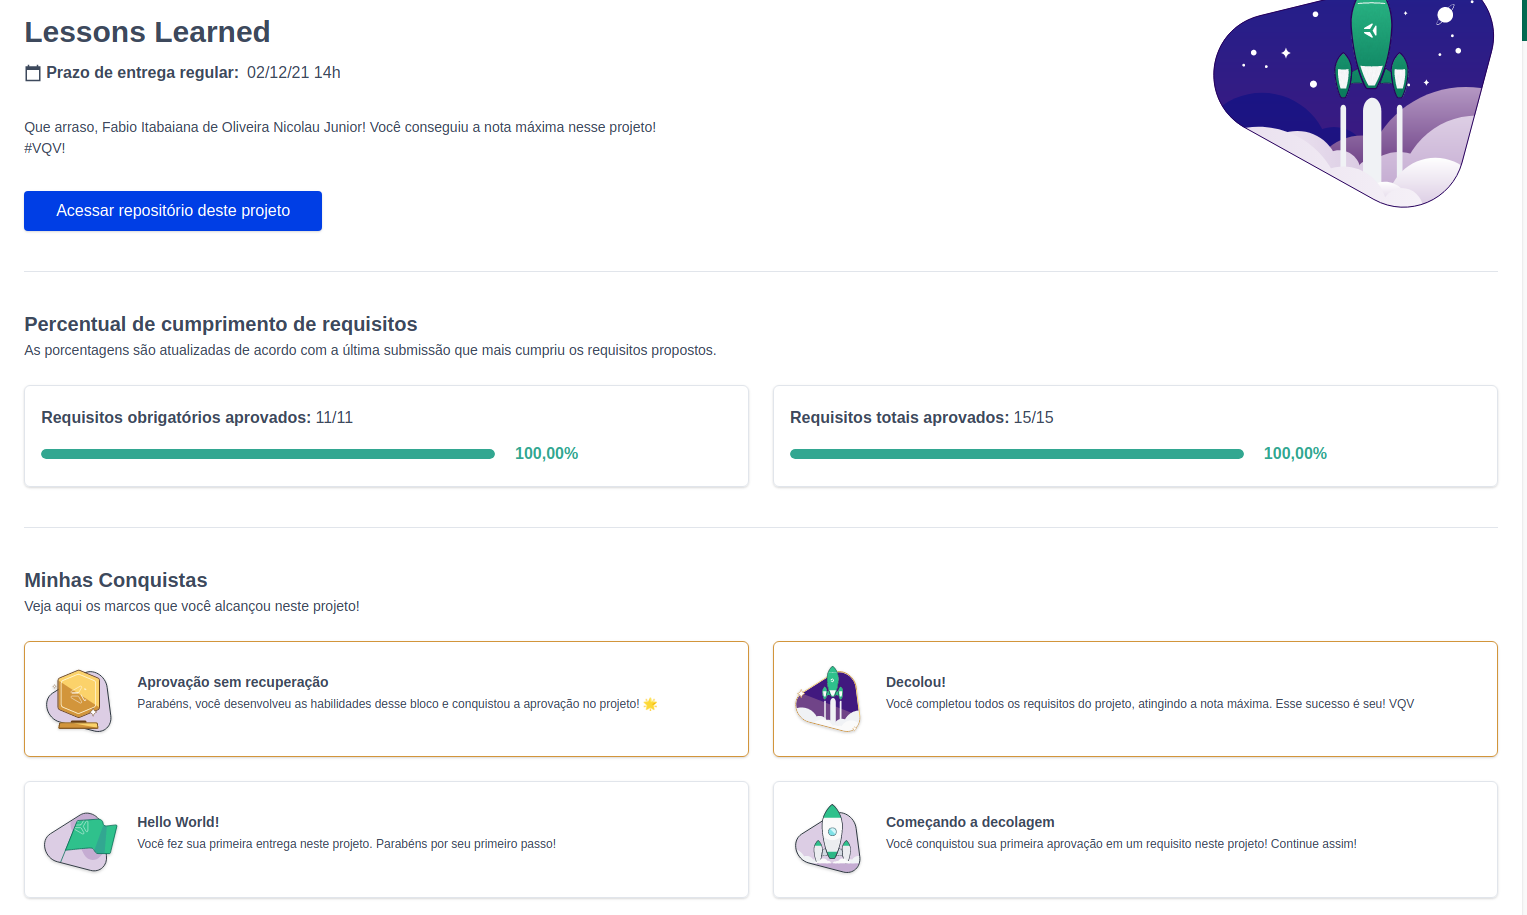 Lessons Learned
Prazo de entrega regular: 02/12/21 14h
Que arraso, Fabio Itabaiana de Oliveira Nicolau Junior! Você conseguiu a nota máxima nesse projeto!
#VQV!
Acessar repositório deste projeto
Percentual de cumprimento de requisitos
As porcentagens são atualizadas de acordo com a última submissão que mais cumpriu os requisitos propostos.
Requisitos obrigatórios aprovados: 11/11
100,00%
Requisitos totais aprovados: 15/15
100,00%
Minhas Conquistas
Veja aqui os marcos que você alcançou neste projeto!
Aprovação sem recuperação
Parabéns, você desenvolveu as habilidades desse bloco e conquistou a aprovação no projeto! 🌟
Decolou!
Você completou todos os requisitos do projeto, atingindo a nota máxima. Esse sucesso é seu! VQV
Hello World!
Você fez sua primeira entrega neste projeto. Parabéns por seu primeiro passo!
Começando a decolagem
Você conquistou sua primeira aprovação em um requisito neste projeto! Continue assim!